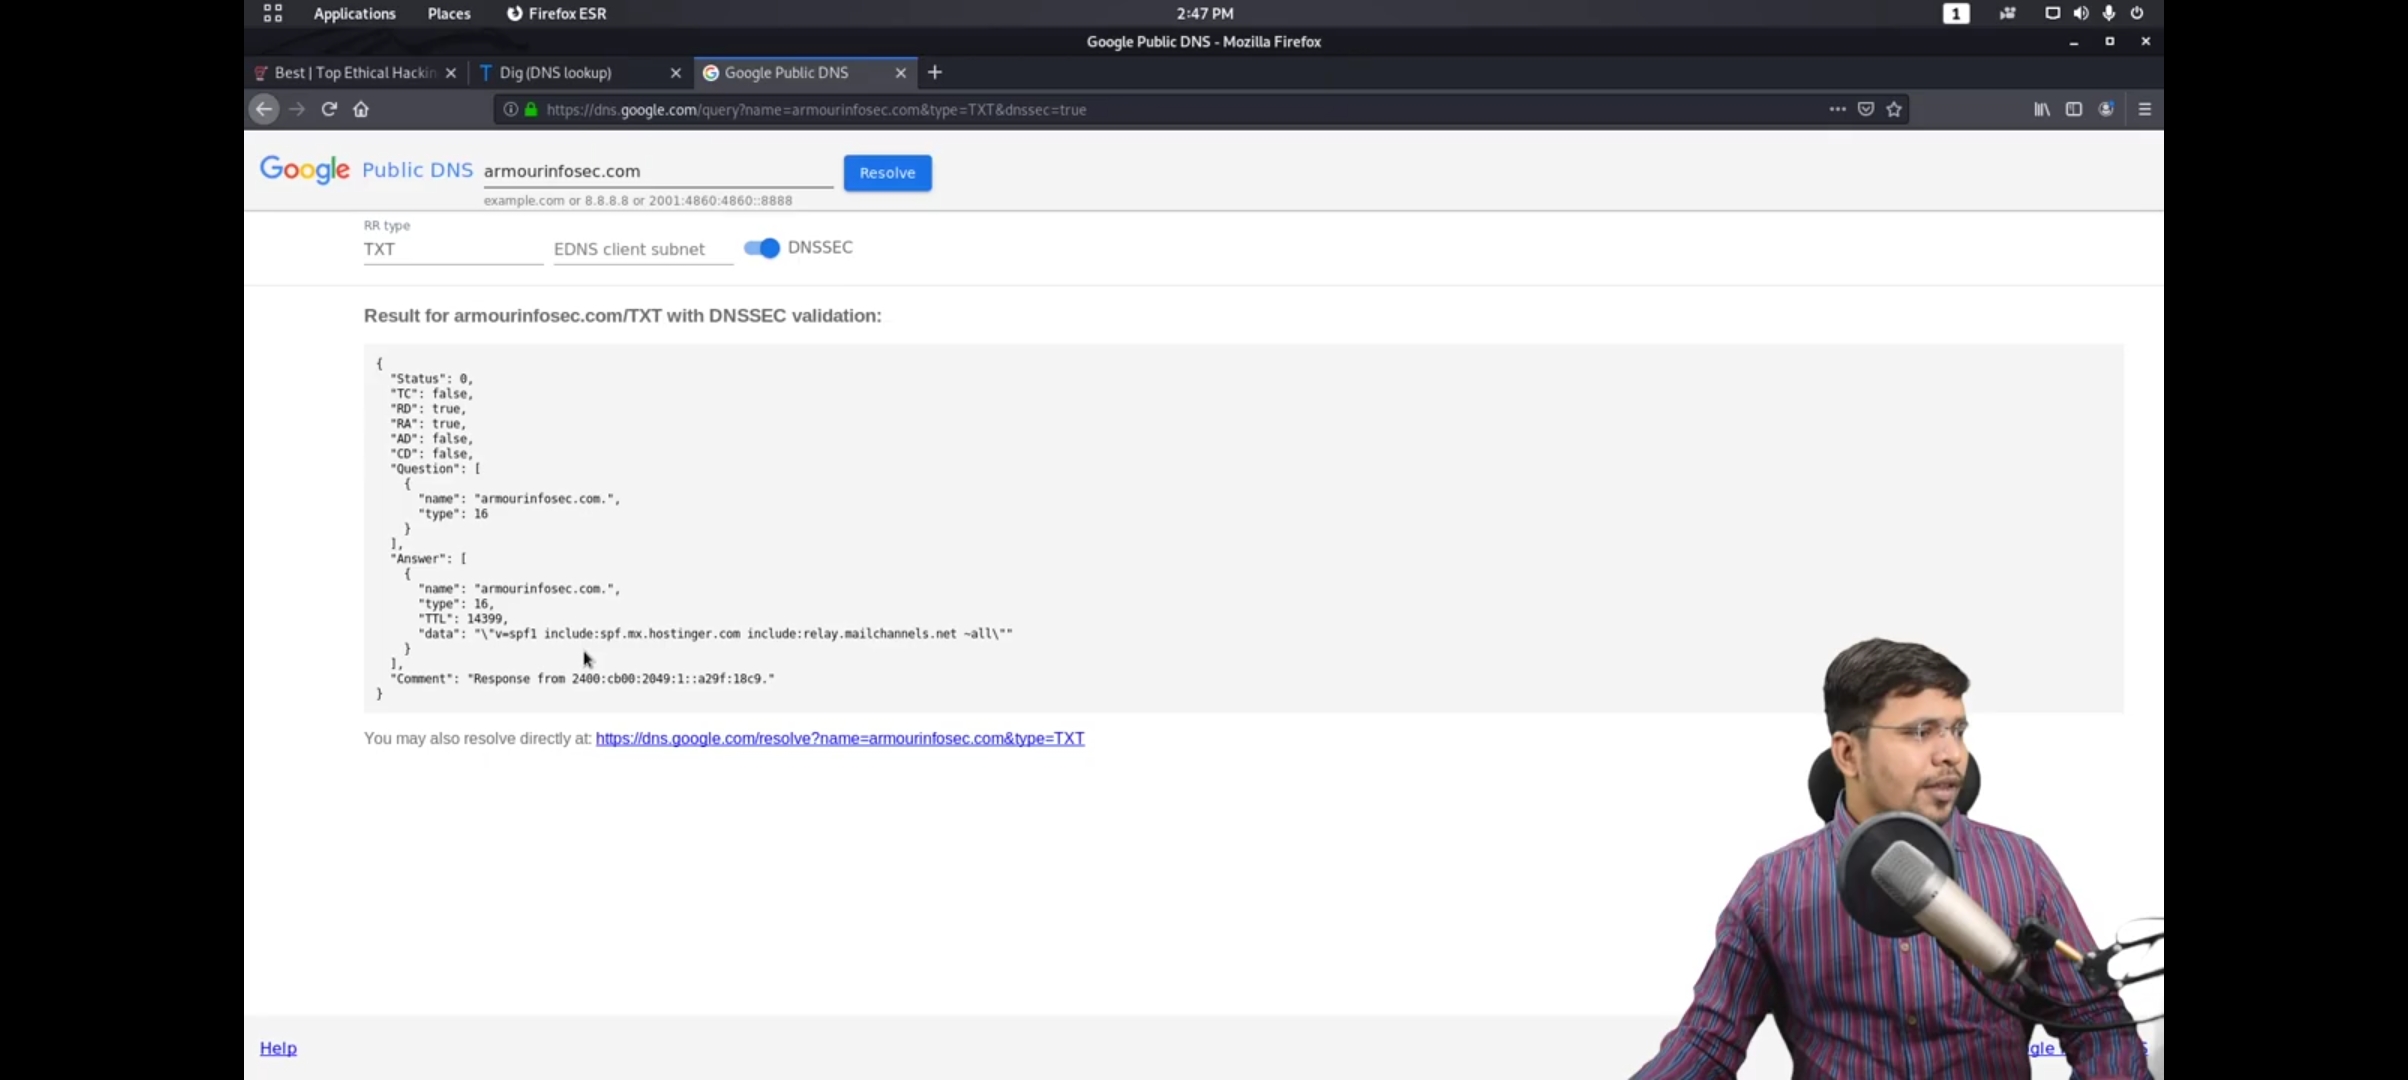 Applications Places Firefox ESR 2:47 PM 1
Google Public DNS - Mozilla Firefox
Best | Top Ethical Hackin Dig (DNS lookup) Google Public DNS
https://dns.google.com/query?name=armourinfosec.com&type=TXT&dnssec=true
Google Public DNS armourinfosec.com Resolve
example.com or 8.8.8.8 or 2001:4860:4860::8888
RR type
TXT EDNS client subnet DNSSEC
Result for armourinfosec.com/TXT with DNSSEC validation:
{
"Status": 0,
"TC": false,
"RD": true,
"RA": true,
"AD": false,
"CD": false,
"Question": [
{
"name": "armourinfosec.com.",
"type": 16
}
],
"Answer": [
{
"name": "armourinfosec.com.",
"type": 16,
"TTL": 14399,
"data": "\"v=spf1 include:spf.mx.hostinger.com include:relay.mailchannels.net ~all\""
}
],
"Comment": "Response from 2400:cb00:2049:1::a29f:18c9."
}
You may also resolve directly at: https://dns.google.com/resolve?name=armourinfosec.com&type=TXT
Help